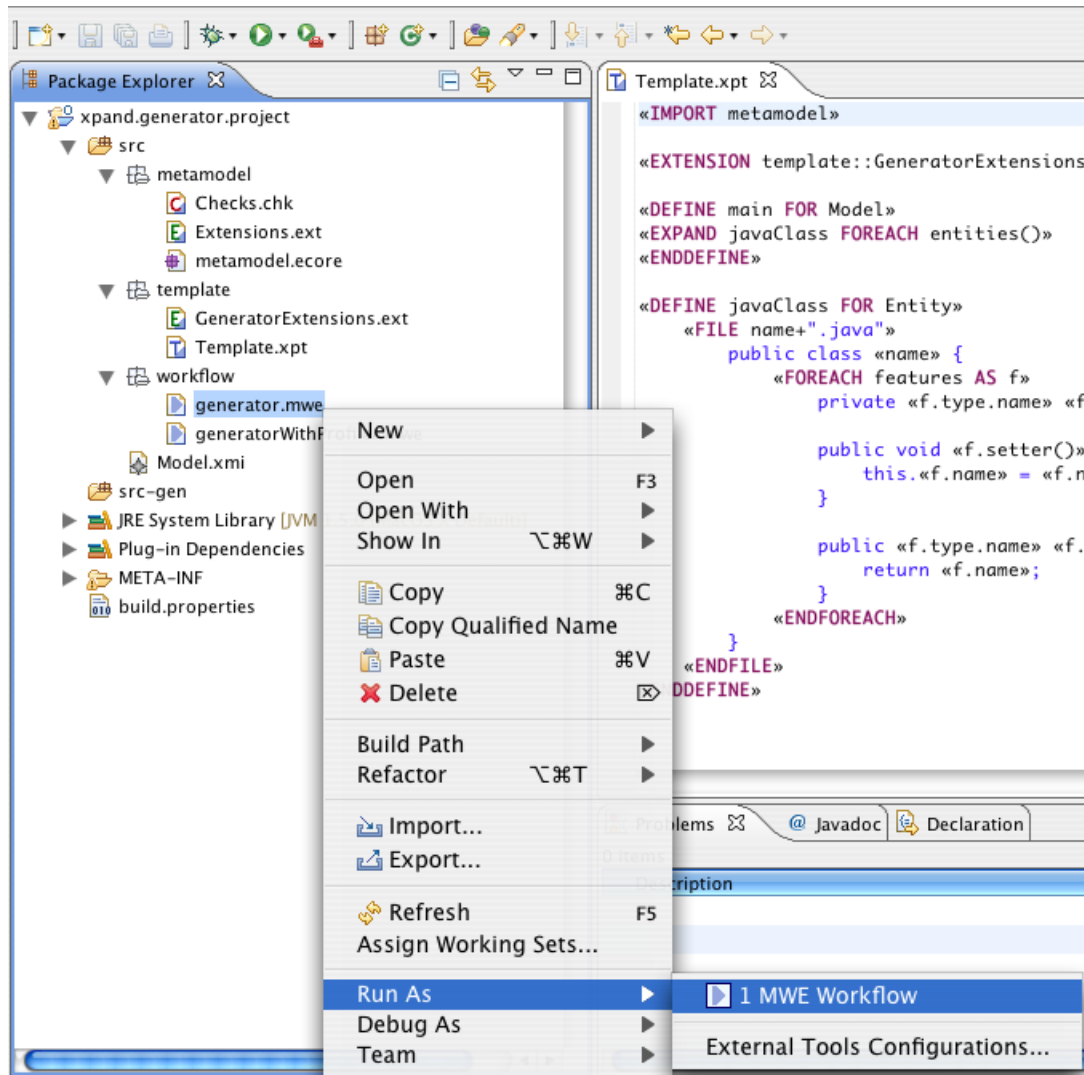 Package Explorer
Template.xpt
xpand.generator.project
src
metamodel
Checks.chk
Extensions.ext
metamodel.ecore
template
GeneratorExtensions.ext
Template.xpt
workflow
generator.mwe
Model.xmi
src-gen
JRE System Library [JVM
Plug-in Dependencies
META-INF
build.properties
«IMPORT metamodel»
«EXTENSION template::GeneratorExtensions
«DEFINE main FOR Model»
«EXPAND javaClass FOREACH entities()»
«ENDDEFINE»
«DEFINE javaClass FOR Entity»
«FILE name+".java"»
public class «name» {
«FOREACH features AS f»
private «f.type.name» «f
public void «f.setter()»
this.«f.name» = «f.n
}
public «f.type.name» «f.
return «f.name»;
}
«ENDFOREACH»
}
«ENDFILE»
DDEFINE»
New
Open F3
Open With
Show In ⌥⌘W
Copy ⌘C
Copy Qualified Name
Paste ⌘V
Delete ⌦
Build Path
Refactor ⌥⌘T
Import...
Export...
Refresh F5
Assign Working Sets...
Run As
Debug As
Team
1 MWE Workflow
External Tools Configurations...
Problems
@ Javadoc
Declaration
0 items
Description